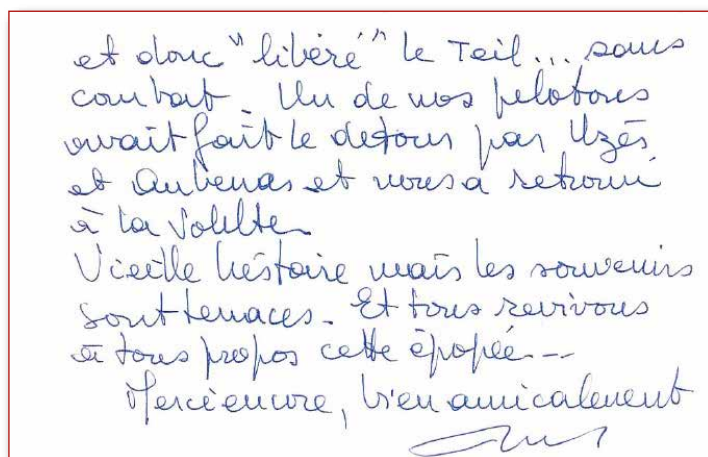 et donc "libéré" le Teil... sans
combat. Un de nos pelotons
avait fait le detour par Uzès
et Aubenas et nous a retrouvé
à la Voulte.
Vieille histoire mais les souvenirs
sont tenaces. Et tous revivons
à tous propos cette épopée...
Merci encore, bien amicalement